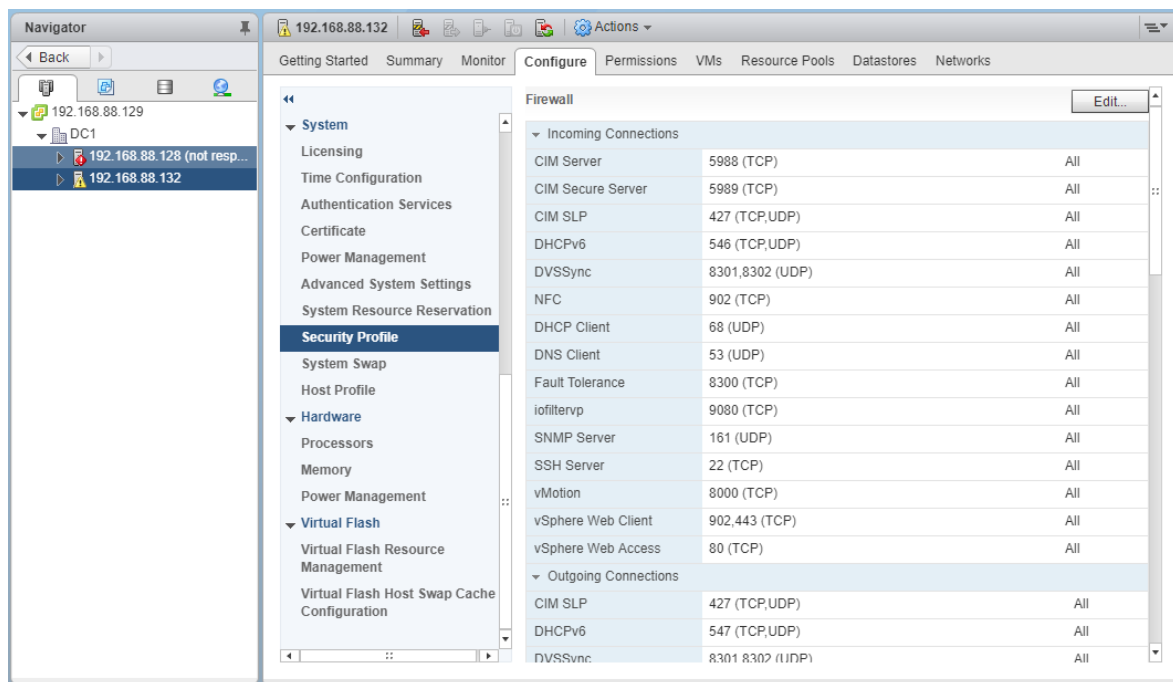 Navigator
Back
192.168.88.129
DC1
192.168.88.128 (not resp...
192.168.88.132
192.168.88.132
Actions
Getting Started Summary Monitor Configure Permissions VMs Resource Pools Datastores Networks
System
Licensing
Time Configuration
Authentication Services
Certificate
Power Management
Advanced System Settings
System Resource Reservation
Security Profile
System Swap
Host Profile
Hardware
Processors
Memory
Power Management
Virtual Flash
Virtual Flash Resource
Management
Virtual Flash Host Swap Cache
Configuration
Firewall
Edit...
Incoming Connections
CIM Server 5988 (TCP) All
CIM Secure Server 5989 (TCP) All
CIM SLP 427 (TCP,UDP) All
DHCPv6 546 (TCP,UDP) All
DVSSync 8301,8302 (UDP) All
NFC 902 (TCP) All
DHCP Client 68 (UDP) All
DNS Client 53 (UDP) All
Fault Tolerance 8300 (TCP) All
iofiltervp 9080 (TCP) All
SNMP Server 161 (UDP) All
SSH Server 22 (TCP) All
vMotion 8000 (TCP) All
vSphere Web Client 902,443 (TCP) All
vSphere Web Access 80 (TCP) All
Outgoing Connections
CIM SLP 427 (TCP,UDP) All
DHCPv6 547 (TCP,UDP) All
DVSSync 8301,8302 (UDP) All